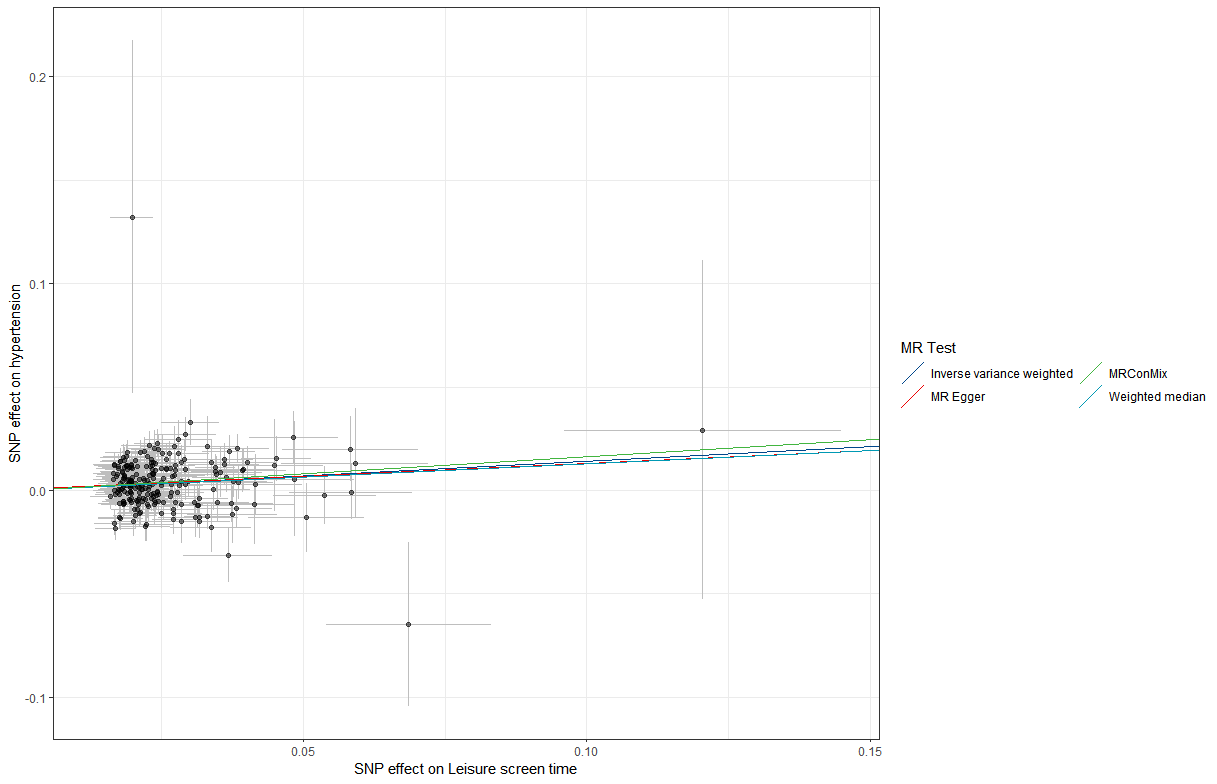 SNP effect on hypertension
0.2
0.1
0.0
-0.1
0.05
0.10
0.15
SNP effect on Leisure screen time
MR Test
Inverse variance weighted
MRConMix
MR Egger
Weighted median